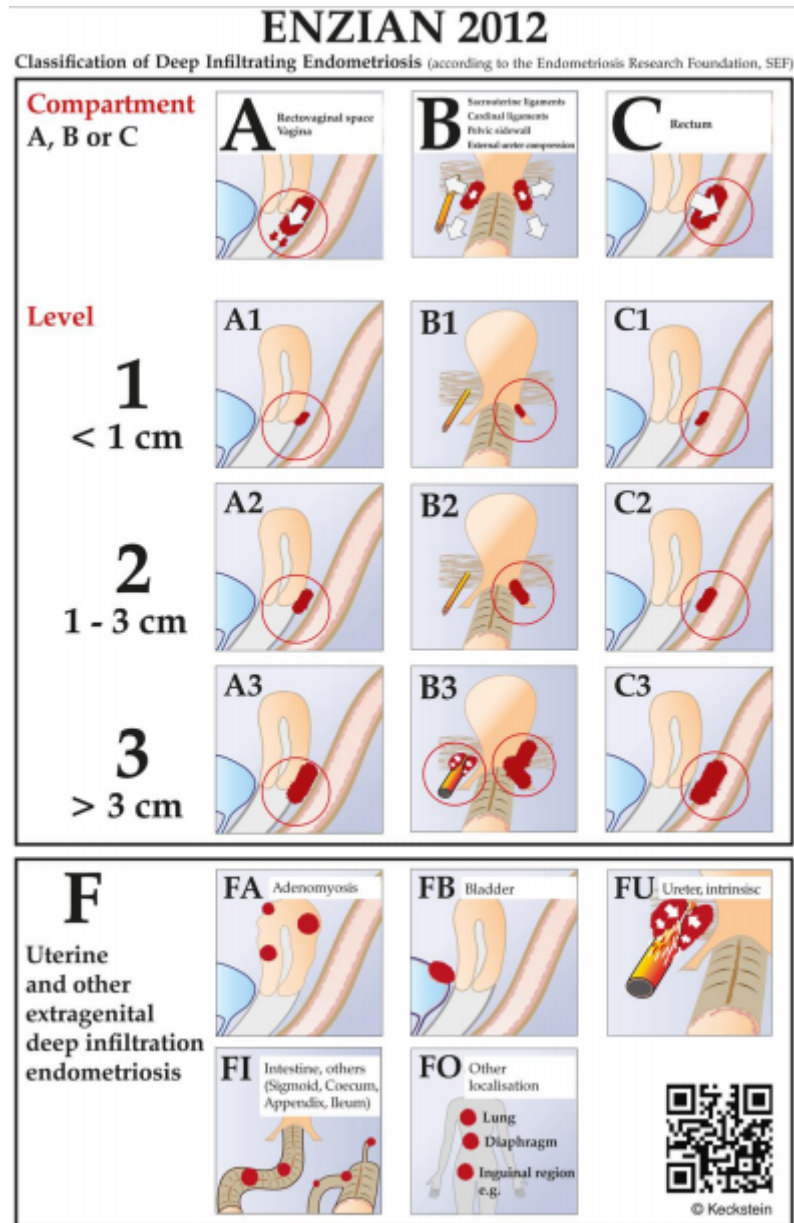 ENZIAN 2012
Classification of Deep Infiltrating Endometriosis (according to the Endometriosis Research Foundation, SEF)
Compartment
A, B or C
A
Rectovaginal space
Vagina
B
Sacrouterine ligaments
Cardinal ligaments
Pelvic sidewall
External ureter compression
C
Rectum
Level
1
< 1 cm
A1
B1
C1
2
1 - 3 cm
A2
B2
C2
3
> 3 cm
A3
B3
C3
F
Uterine
and other
extragenital
deep infiltration
endometriosis
FA Adenomyosis
FB Bladder
FU Ureter, intrinsisc
FI Intestine, others
(Sigmoid, Coecum,
Appendix, Ileum)
FO Other
localisation
Lung
Diaphragm
Inguinal region
e.g.
© Keckstein